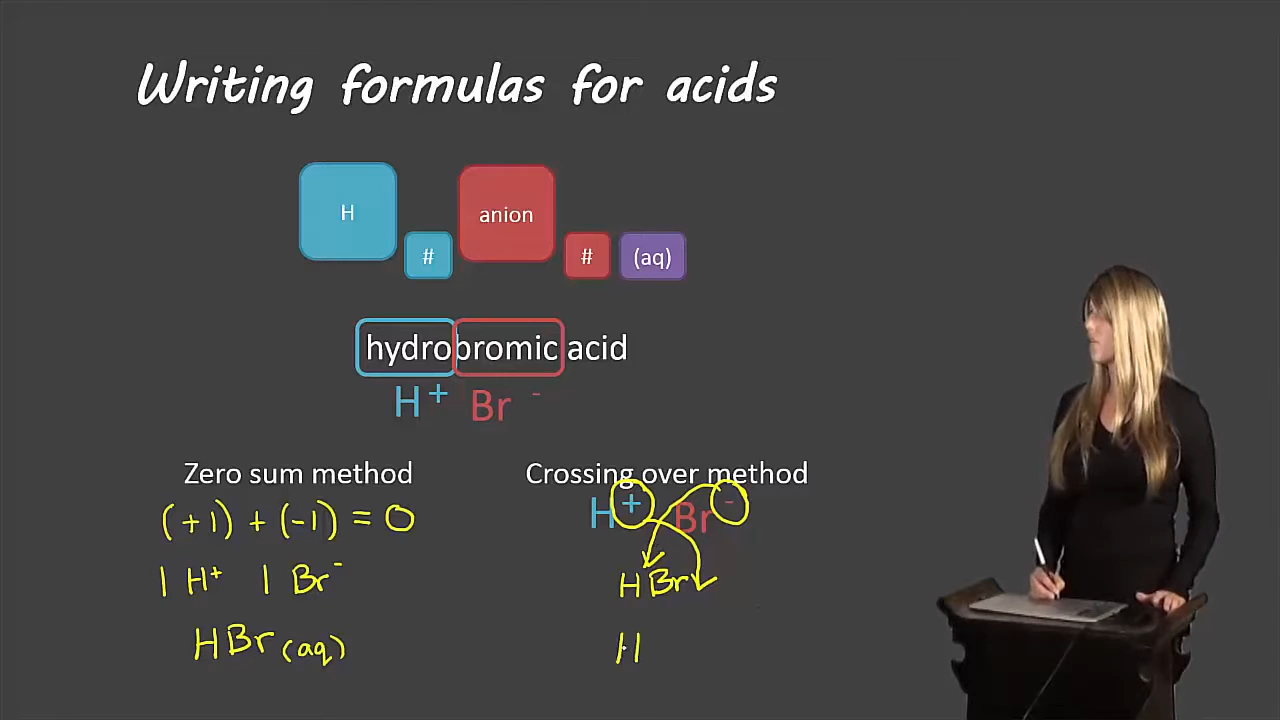 Writing formulas for acids
H # anion # (aq)
hydrobromic acid
H + Br -
Zero sum method
(+1) + (-1) = 0
1 H+ 1 Br-
HBr(aq)
Crossing over method
H + Br -
HBr
H